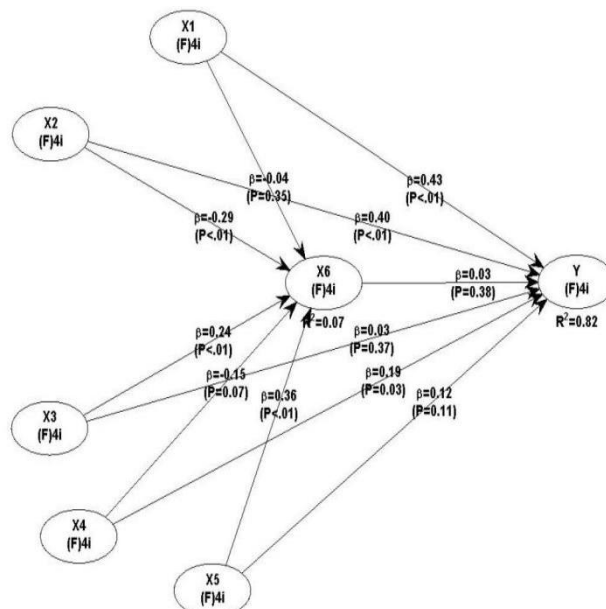 X1
(F)4i
X2
(F)4i
β=-0.04
(P=0.35)
β=0.43
(P<.01)
β=-0.29
(P<.01)
β=0.40
(P<.01)
X6
(F)4i
R²=0.07
β=0.03
(P=0.38)
Y
(F)4i
R²=0.82
β=0.24
(P<.01)
β=0.03
(P=0.37)
β=-0.15
(P=0.07)
β=0.36
(P<.01)
β=0.19
(P=0.03)
β=0.12
(P=0.11)
X3
(F)4i
X4
(F)4i
X5
(F)4i